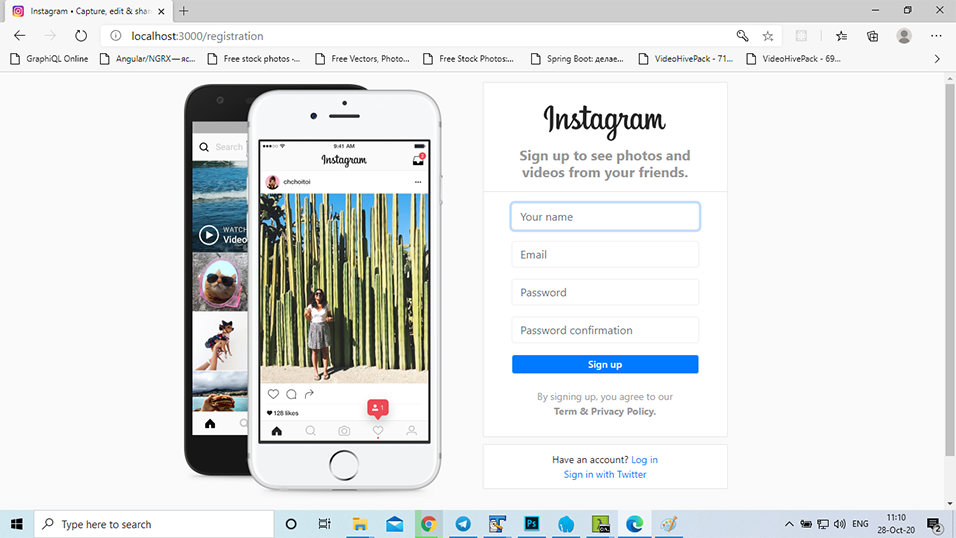 Instagram • Capture, edit & shar
localhost:3000/registration
GraphiQL Online
Angular/NGRX — яс...
Free stock photos -...
Free Vectors, Photo...
Free Stock Photos:...
Spring Boot: делае...
VideoHivePack - 71...
VideoHivePack - 69...
Search
WATCH
Video
9:41 AM
Instagram
2
chchoitoi
1
128 likes
Instagram
Sign up to see photos and
videos from your friends.
Your name
Email
Password
Password confirmation
Sign up
By signing up, you agree to our
Term & Privacy Policy.
Have an account? Log in
Sign in with Twitter
Type here to search
Ps
ENG
11:10
28-Oct-20
2